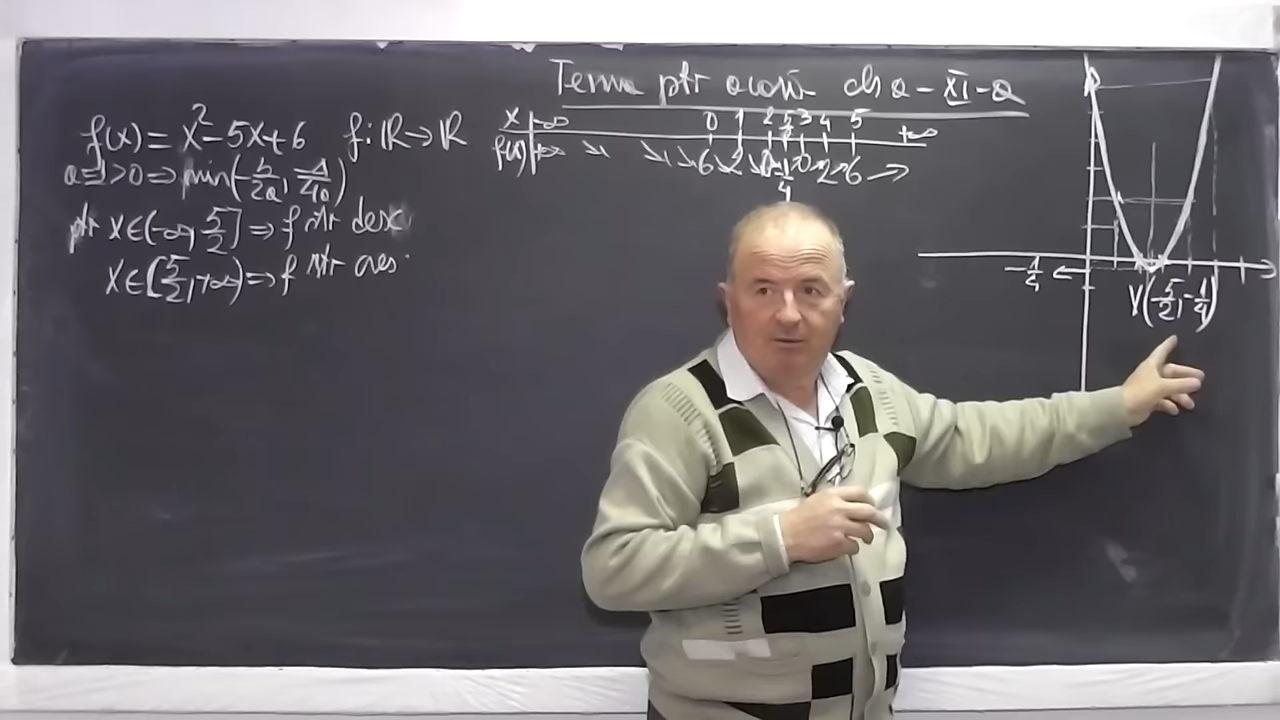 Tema ptr acasă cls a-XI-a
f(x) = x²-5x+6   f: ℝ→ℝ
a=1>0 ⇒ min(-b/2a, -Δ/4a)
ptr x∈(-∞, 5/2] ⇒ f str desc.
x∈[5/2, +∞) ⇒ f str cres.
x | -∞ 0 1 2 5/2 3 4 5 +∞
f(x) | +∞ ↘ ↘ ↘ 6 ↘ 2 ↘ 0 -1/4 0 2 6 →
-1/4
V(5/2, -1/4)